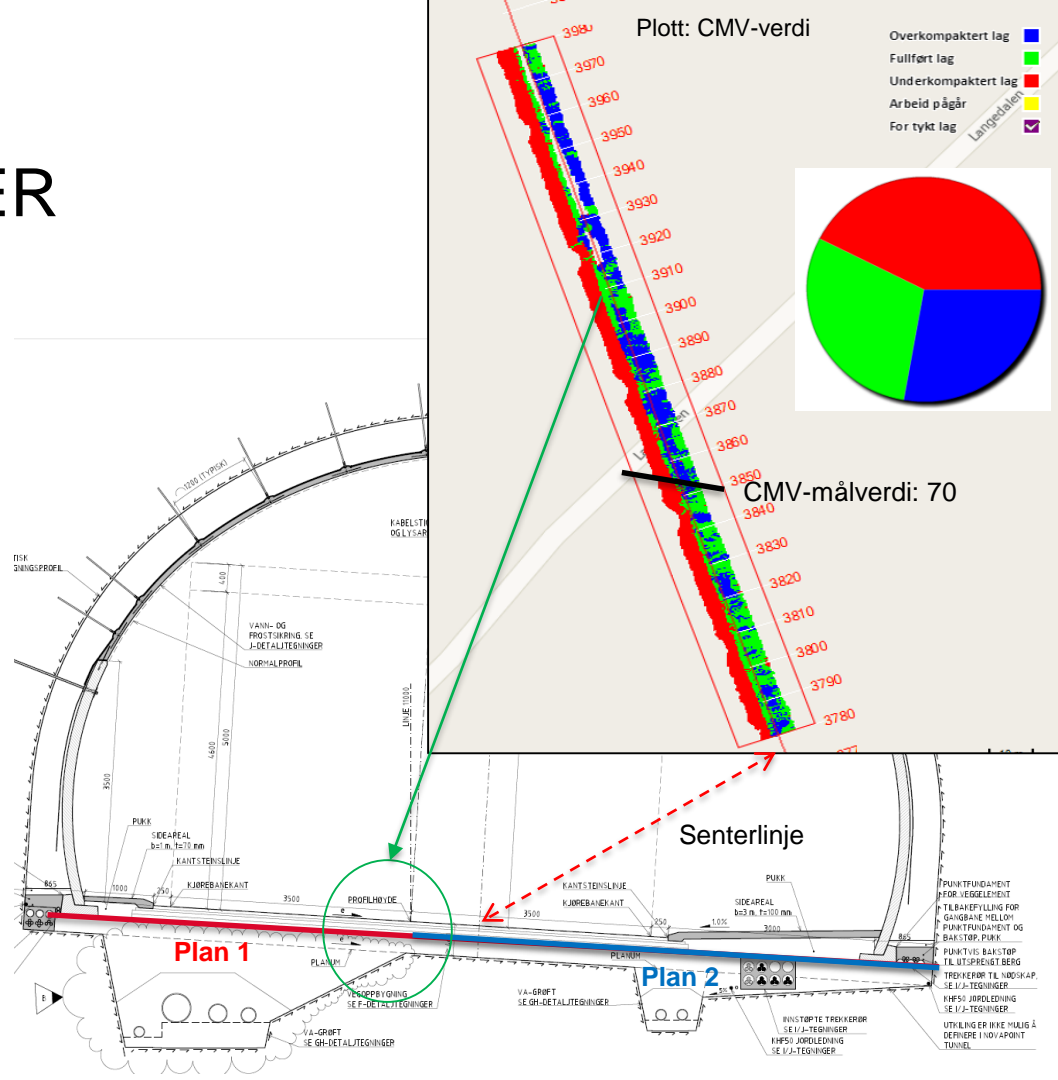 ER
Plott: CMV-verdi
Overkompaktert lag
Fullført lag
Underkompaktert lag
Arbeid pågår
For tykt lag
Langedalen
3980
3970
3960
3950
3940
3930
3920
3910
3900
3890
3880
3870
3860
3850
3840
3830
3820
3810
3800
3790
3780
CMV-målverdi: 70
1200 (TYPISK)
KABELSTI
OG LYSAR
GNINGSPROFIL
400
VANN- OG
FROSTSIKRING. SE
J-DETALJTEGNINGER
NORMALPROFIL
LINJE 11000
4600
5000
3500
Senterlinje
PUKK
SIDEAREAL
b=1 m, t=70 mm
KANTSTEINSLINJE
865
1000
250
KJØREBANEKANT
3500
PROFILHØYDE
e
KANTSTEINSLINJE
KJØREBANEKANT
3500
250
1.0%
PUKK
SIDEAREAL
b=3 m, t=100 mm
3000
865
PUNKTFUNDAMENT
FOR VEGGELEMENT
TILBAKEFYLLING FOR
GANGBANE MELLOM
PUNKTFUNDAMENT OG
BAKSTØP, PUKK
PUNKTVIS BAKSTØP
TIL UTSPRENGT BERG
TREKKERØR TIL NØDSKAP,
SE I/J-TEGNINGER
KHF50 JORDLEDNING
SE I/J-TEGNINGER
UTKILING ER IKKE MULIG Å
DEFINERE I NOVAPOINT
TUNNEL
Plan 1
e
PLANUM
PLANUM
Plan 2
VEGOPPBYGNING
SE F-DETALJTEGNINGER
VA-GRØFT
SE GH-DETALJTEGNINGER
5%
B
VA-GRØFT
SE GH-DETALJTEGNINGER
INNSTØPTE TREKKERØR
SE I/J-TEGNINGER
KHF50 JORDLEDNING
SE I/J-TEGNINGER